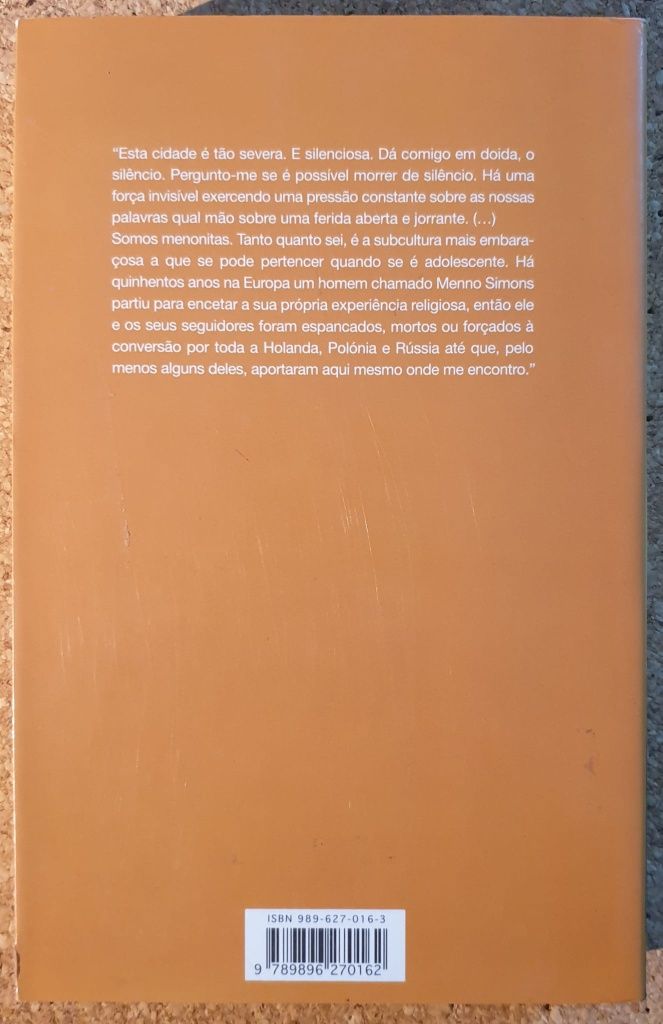 “Esta cidade é tão severa. E silenciosa. Dá comigo em doida, o
silêncio. Pergunto-me se é possível morrer de silêncio. Há uma
força invisível exercendo uma pressão constante sobre as nossas
palavras qual mão sobre uma ferida aberta e jorrante. (…)
Somos menonitas. Tanto quanto sei, é a subcultura mais embara-
çosa a que se pode pertencer quando se é adolescente. Há
quinhentos anos na Europa um homem chamado Menno Simons
partiu para encetar a sua própria experiência religiosa, então ele
e os seus seguidores foram espancados, mortos ou forçados à
conversão por toda a Holanda, Polónia e Rússia até que, pelo
menos alguns deles, aportaram aqui mesmo onde me encontro.”
ISBN 989-627-016-3
9 789896 270162